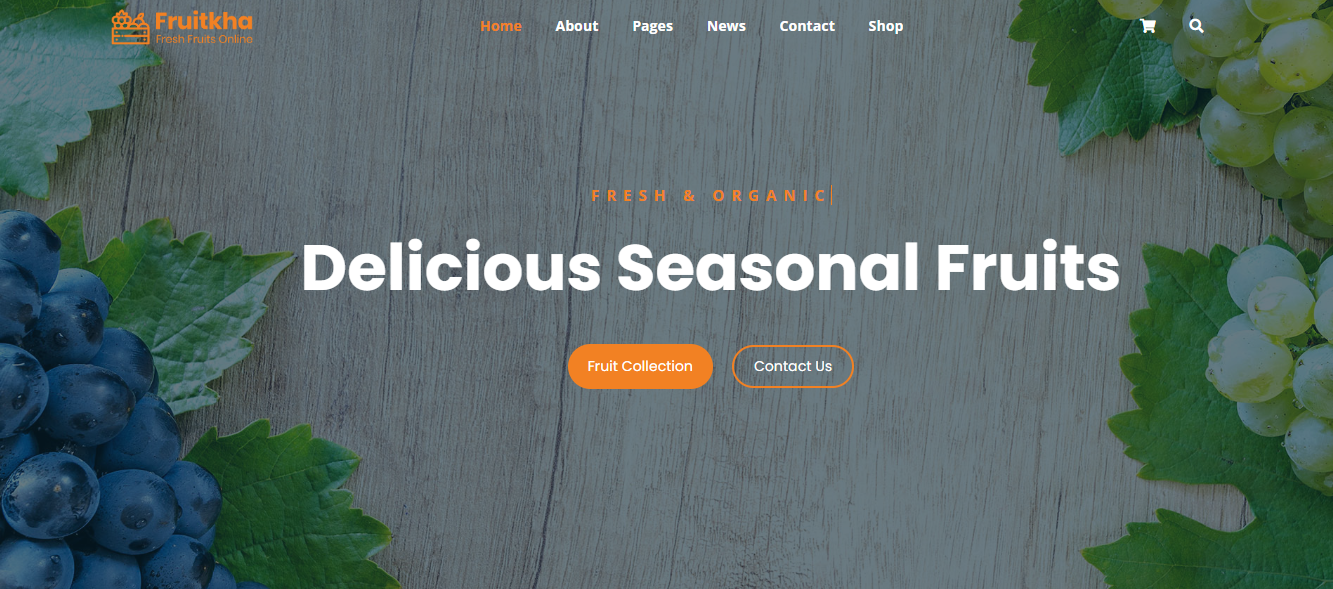 Fruitkha
Fresh Fruits Online
Home About Pages News Contact Shop
FRESH & ORGANIC
Delicious Seasonal Fruits
Fruit Collection Contact Us